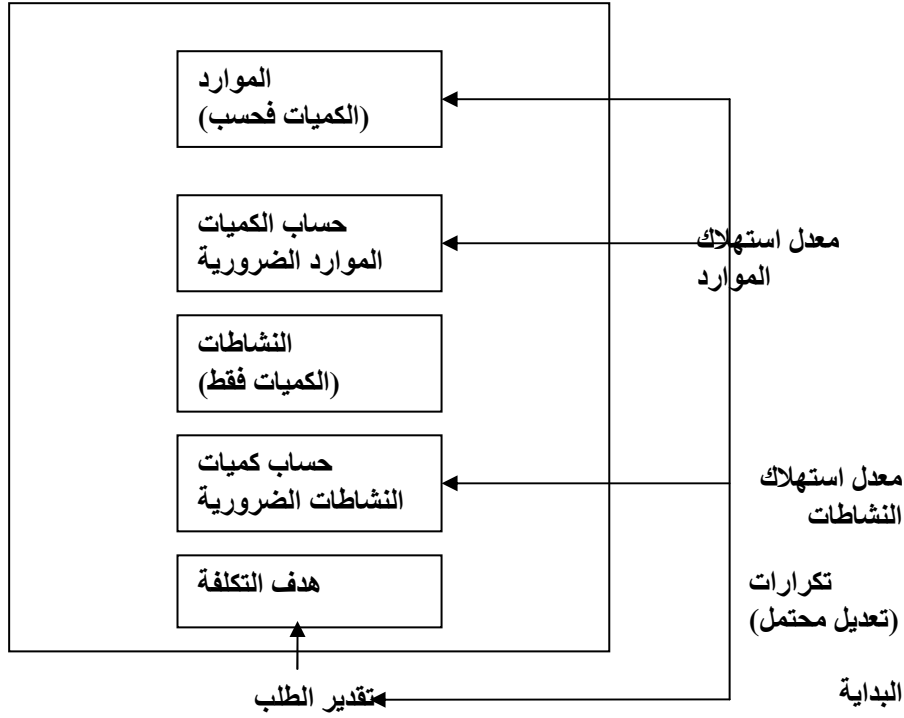 الموارد
(الكميات فحسب)
حساب الكميات
الموارد الضرورية
معدل استهلاك
الموارد
النشاطات
(الكميات فقط)
حساب كميات
النشاطات الضرورية
معدل استهلاك
النشاطات
هدف التكلفة
تكرارات
(تعديل محتمل)
تقدير الطلب
البداية